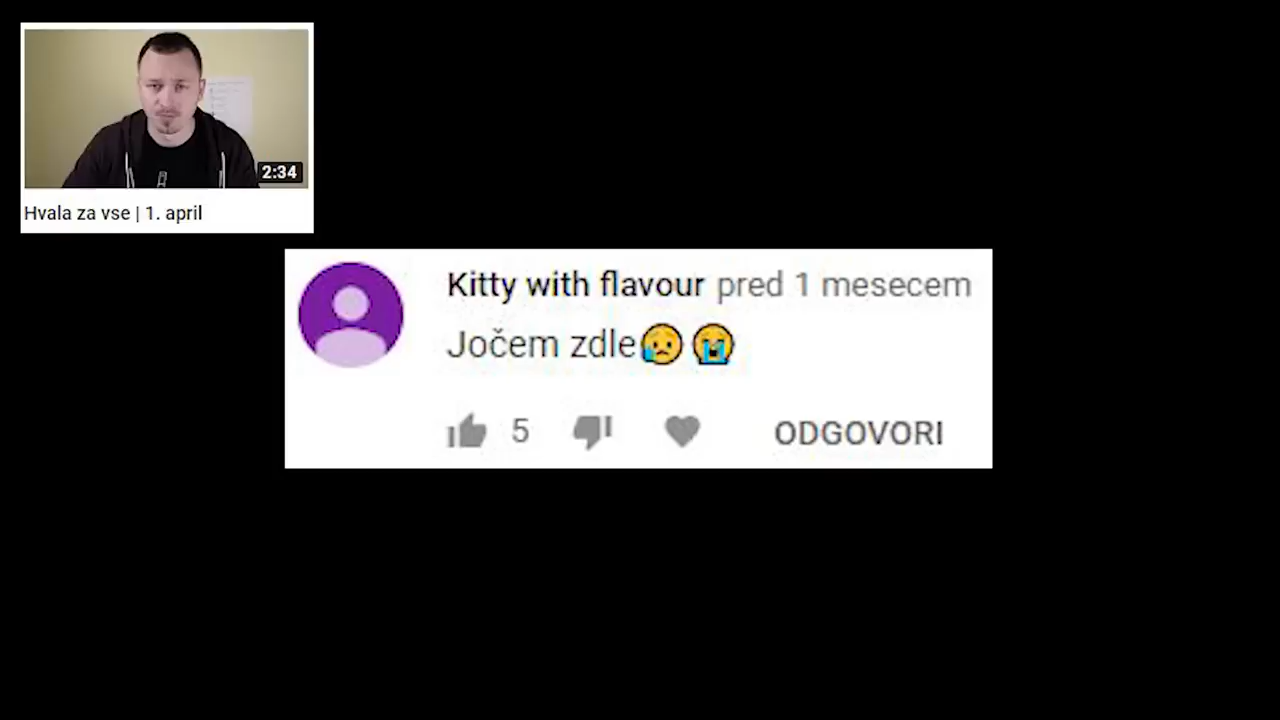 2:34
Hvala za vse | 1. april
Kitty with flavour pred 1 mesecem
Jočem zdle😥😭
5 ODGOVORI